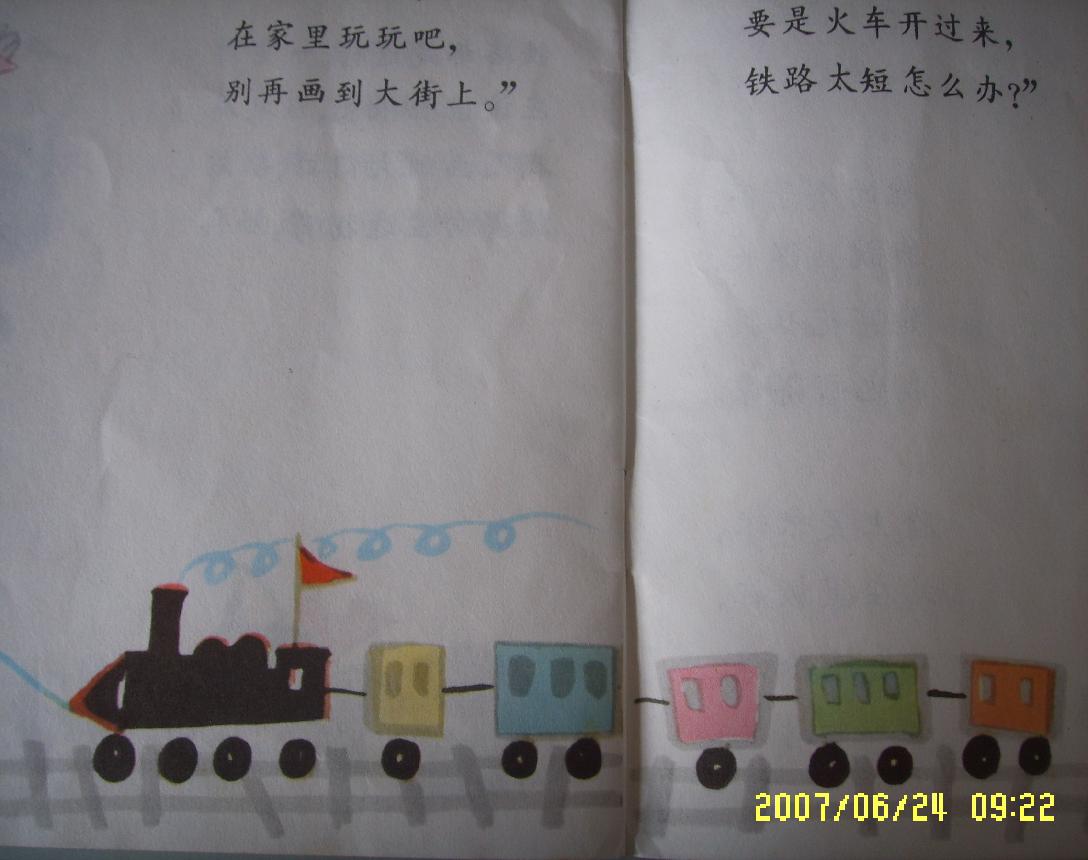 在家里玩玩吧，
别再画到大街上。”
要是火车开过来，
铁路太短怎么办？”
2007/06/24 09:22